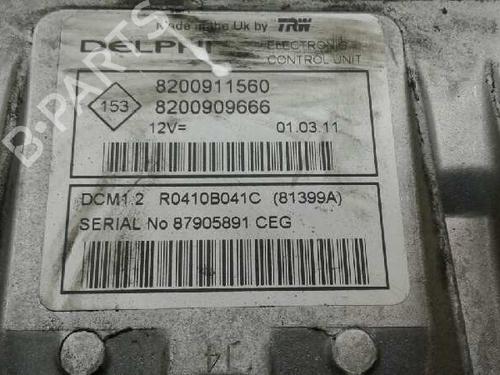 Made in the Uk by TRW
DELPHI ELECTRONIC
CONTROL UNIT
8200911560
153
8200909666
12V= 01.03.11
DCM1.2 R0410B041C (81399A)
SERIAL No 87905891 CEG
B-PARTS
14